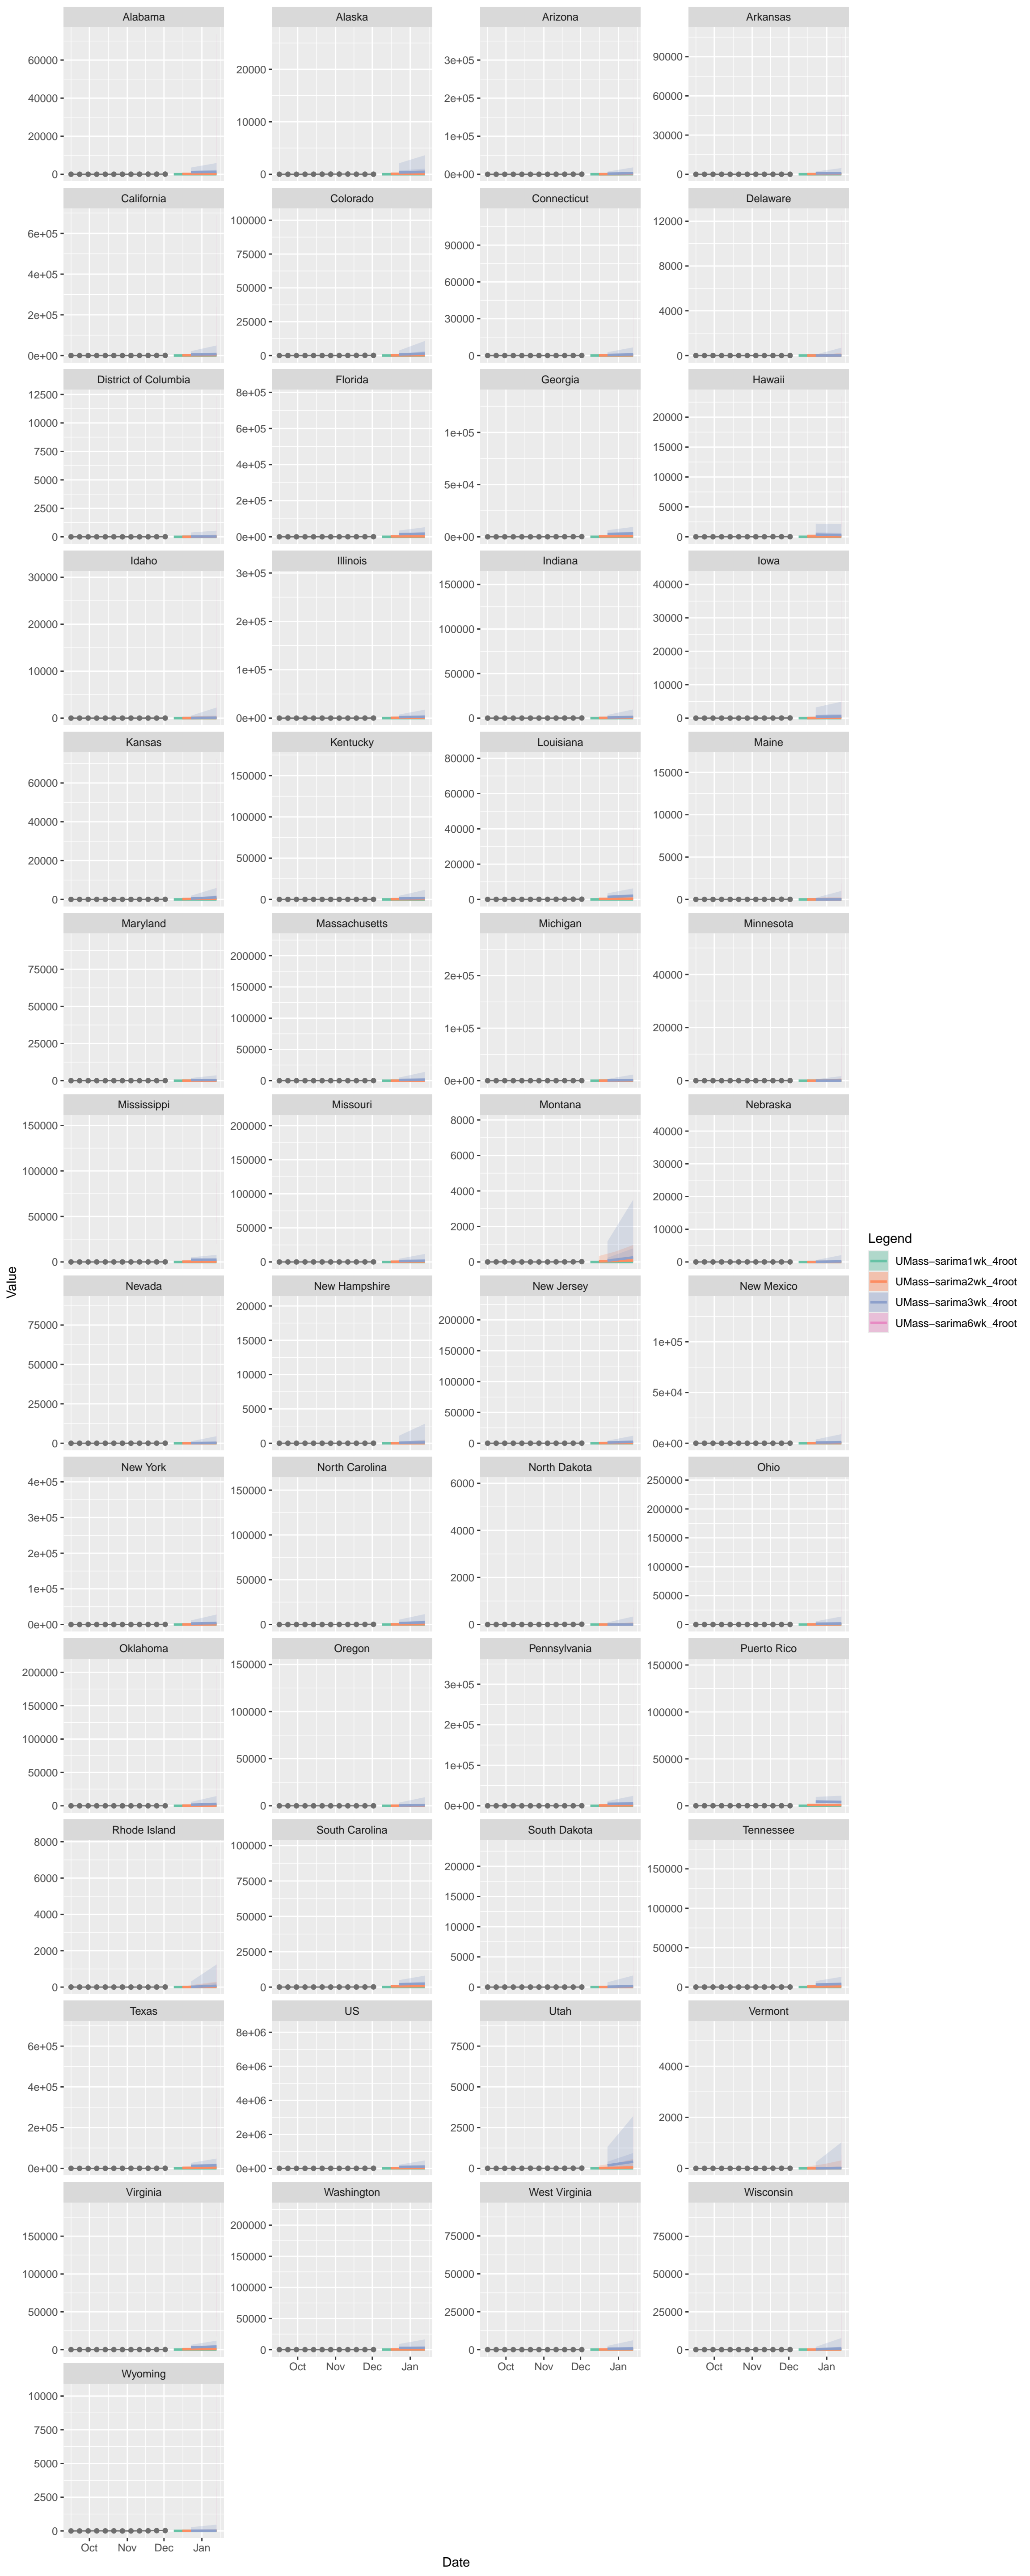 Alabama Alaska Arizona Arkansas
60000
40000
20000
0
20000
10000
0
3e+05
2e+05
1e+05
0e+00
90000
60000
30000
0
California Colorado Connecticut Delaware
6e+05
4e+05
2e+05
0e+00
100000
75000
50000
25000
0
90000
60000
30000
0
12000
8000
4000
0
District of Columbia Florida Georgia Hawaii
12500
10000
7500
5000
2500
0
8e+05
6e+05
4e+05
2e+05
0e+00
1e+05
5e+04
0e+00
20000
15000
10000
5000
0
Idaho Illinois Indiana Iowa
30000
20000
10000
0
3e+05
2e+05
1e+05
0e+00
150000
100000
50000
0
40000
30000
20000
10000
0
Kansas Kentucky Louisiana Maine
60000
40000
20000
0
150000
100000
50000
0
80000
60000
40000
20000
0
15000
10000
5000
0
Maryland Massachusetts Michigan Minnesota
75000
50000
25000
0
200000
150000
100000
50000
0
2e+05
1e+05
0e+00
40000
20000
0
Mississippi Missouri Montana Nebraska
150000
100000
50000
0
200000
150000
100000
50000
0
8000
6000
4000
2000
0
40000
30000
20000
10000
0
Nevada New Hampshire New Jersey New Mexico
75000
50000
25000
0
20000
15000
10000
5000
0
200000
150000
100000
50000
0
1e+05
5e+04
0e+00
New York North Carolina North Dakota Ohio
4e+05
3e+05
2e+05
1e+05
0e+00
150000
100000
50000
0
6000
4000
2000
0
250000
200000
150000
100000
50000
0
Oklahoma Oregon Pennsylvania Puerto Rico
200000
150000
100000
50000
0
150000
100000
50000
0
3e+05
2e+05
1e+05
0e+00
150000
100000
50000
0
Rhode Island South Carolina South Dakota Tennessee
8000
6000
4000
2000
0
100000
75000
50000
25000
0
20000
15000
10000
5000
0
150000
100000
50000
0
Texas US Utah Vermont
6e+05
4e+05
2e+05
0e+00
8e+06
6e+06
4e+06
2e+06
0e+00
7500
5000
2500
0
4000
2000
0
Virginia Washington West Virginia Wisconsin
150000
100000
50000
0
200000
150000
100000
50000
0
75000
50000
25000
0
75000
50000
25000
0
Oct Nov Dec Jan Oct Nov Dec Jan Oct Nov Dec Jan
Wyoming
10000
7500
5000
2500
0
Oct Nov Dec Jan
Date
Value
Legend
UMass−sarima1wk_4root
UMass−sarima2wk_4root
UMass−sarima3wk_4root
UMass−sarima6wk_4root